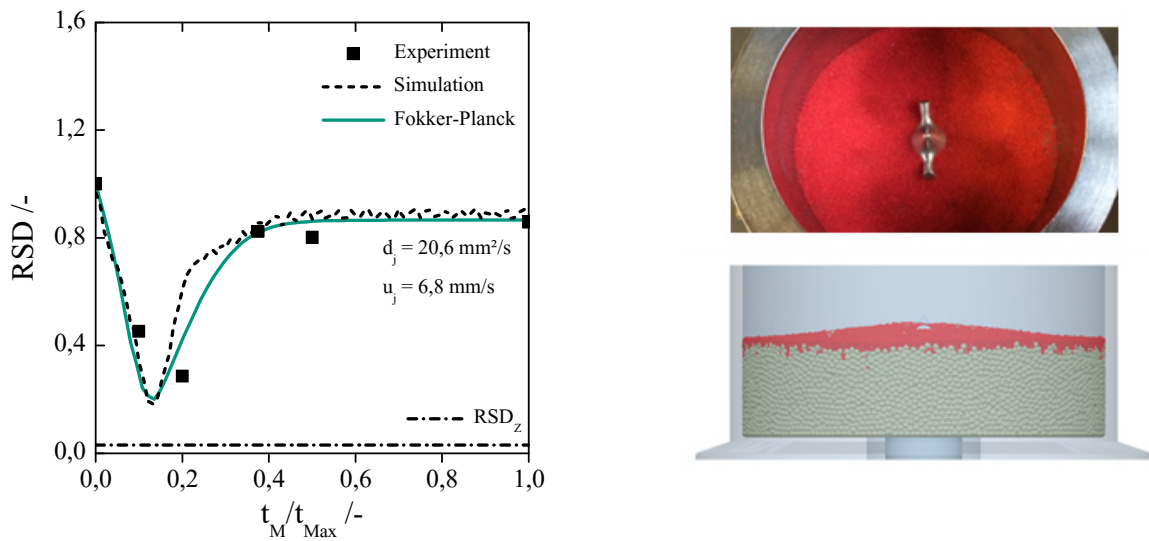 1,6
Experiment
Simulation
Fokker-Planck
1,2
RSD /-
0,8
d_j = 20,6 mm²/s
u_j = 6,8 mm/s
0,4
RSD_Z
0,0
0,0 0,2 0,4 0,6 0,8 1,0
t_M/t_Max /-